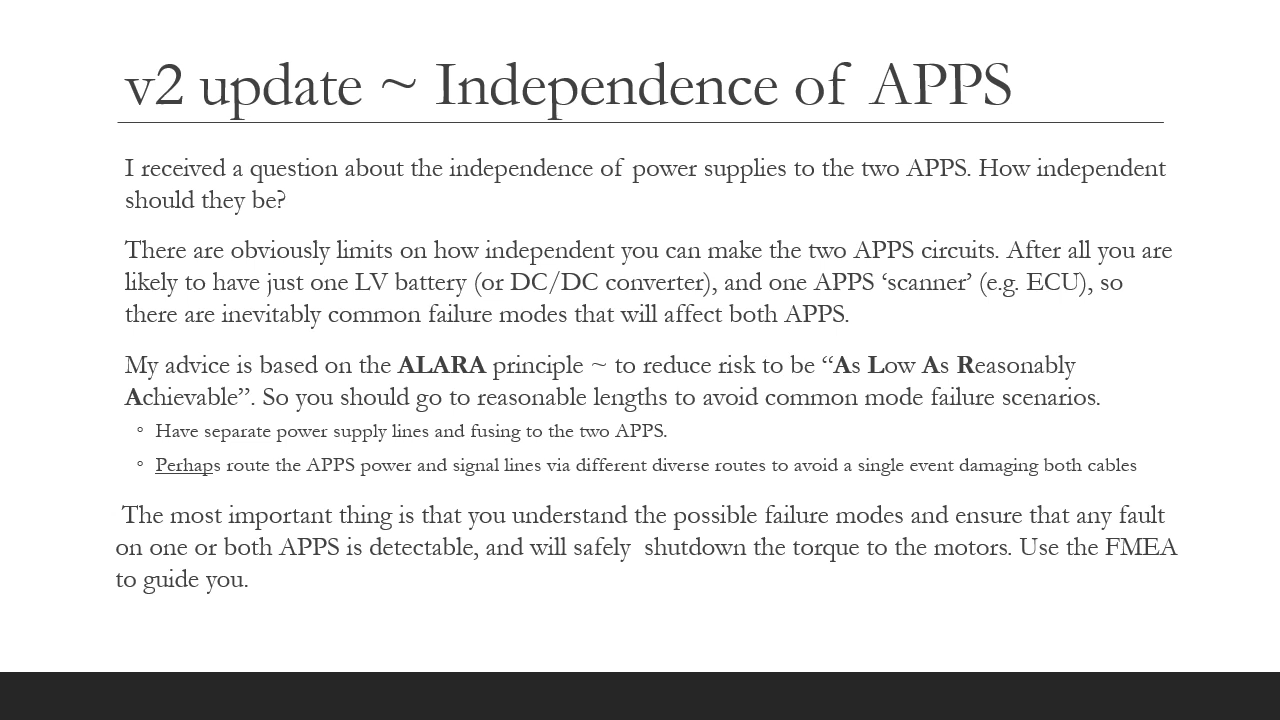 v2 update ~ Independence of APPS
I received a question about the independence of power supplies to the two APPS. How independent
should they be?
There are obviously limits on how independent you can make the two APPS circuits. After all you are
likely to have just one LV battery (or DC/DC converter), and one APPS ‘scanner’ (e.g. ECU), so
there are inevitably common failure modes that will affect both APPS.
My advice is based on the ALARA principle ~ to reduce risk to be “As Low As Reasonably
Achievable”. So you should go to reasonable lengths to avoid common mode failure scenarios.
◦ Have separate power supply lines and fusing to the two APPS.
◦ Perhaps route the APPS power and signal lines via different diverse routes to avoid a single event damaging both cables
The most important thing is that you understand the possible failure modes and ensure that any fault
on one or both APPS is detectable, and will safely shutdown the torque to the motors. Use the FMEA
to guide you.